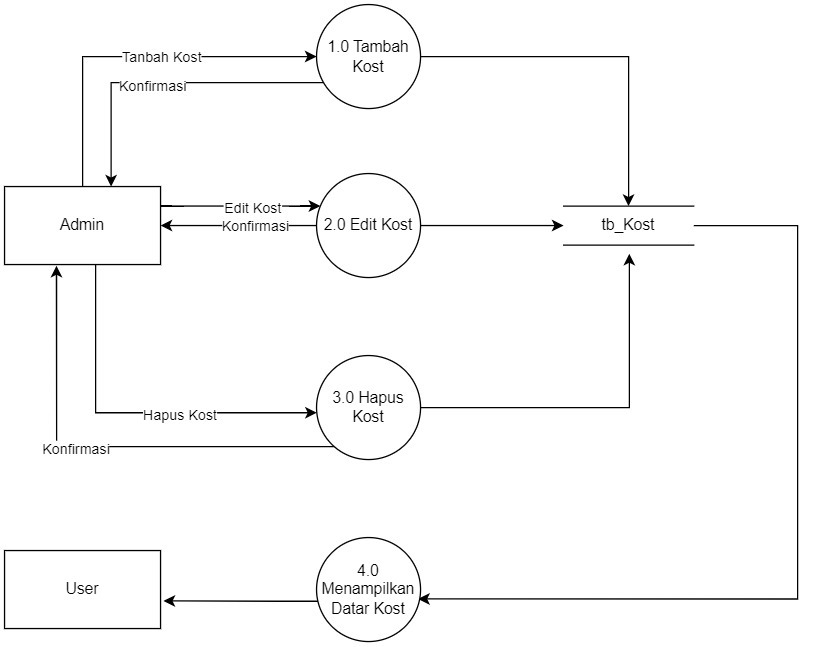 1.0 Tambah
Kost
Tanbah Kost
Konfirmasi
Admin
Edit Kost
Konfirmasi
2.0 Edit Kost
tb_Kost
3.0 Hapus
Kost
Hapus Kost
Konfirmasi
User
4.0
Menampilkan
Datar Kost